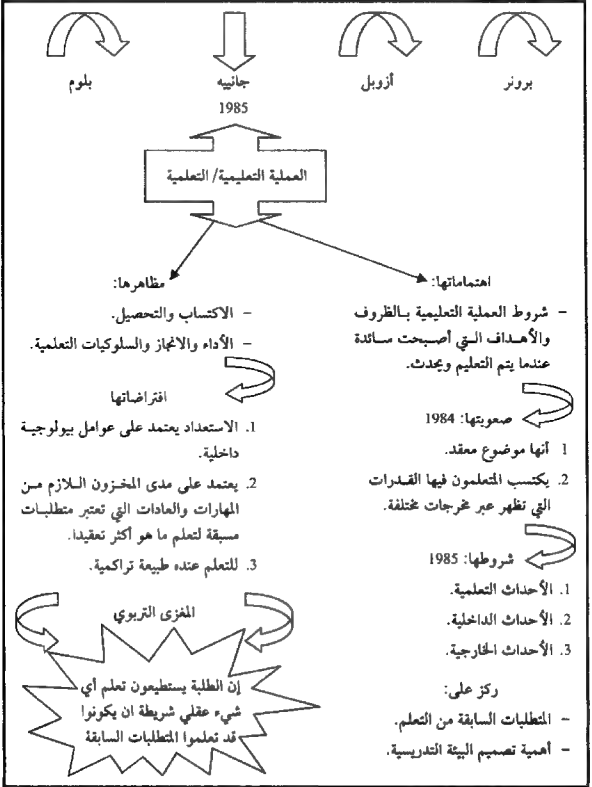 برونر
أزوبل
جانييه
بلوم
1985
العملية التعليمية/ التعلمية
اهتماماتها:
– شروط العملية التعليمية بالظروف
والأهداف التي أصبحت سائدة
عندما يتم التعليم ويحدث.
صعوبتها: 1984
1 أنها موضوع معقد.
2. يكتسب المتعلمون فيها القدرات
التي تظهر عبر مخرجات مختلفة.
شروطها: 1985
1. الأحداث التعلمية.
2. الأحداث الداخلية.
3. الأحداث الخارجية.
ركز على:
– المتطلبات السابقة من التعلم.
– أهمية تصميم البيئة التدريسية.
مظاهرها:
– الاكتساب والتحصيل.
– الأداء والانجاز والسلوكيات التعلمية.
افتراضاتها
1. الاستعداد يعتمد على عوامل بيولوجية
داخلية.
2. يعتمد على مدى المخزون اللازم من
المهارات والعادات التي تعتبر متطلبات
مسبقة لتعلم ما هو أكثر تعقيدا.
3. للتعلم عنده طبيعة تراكمية.
المغزى التربوي
إن الطلبة يستطيعون تعلم أي
شيء عقلي شريطة ان يكونوا
قد تعلموا المتطلبات السابقة